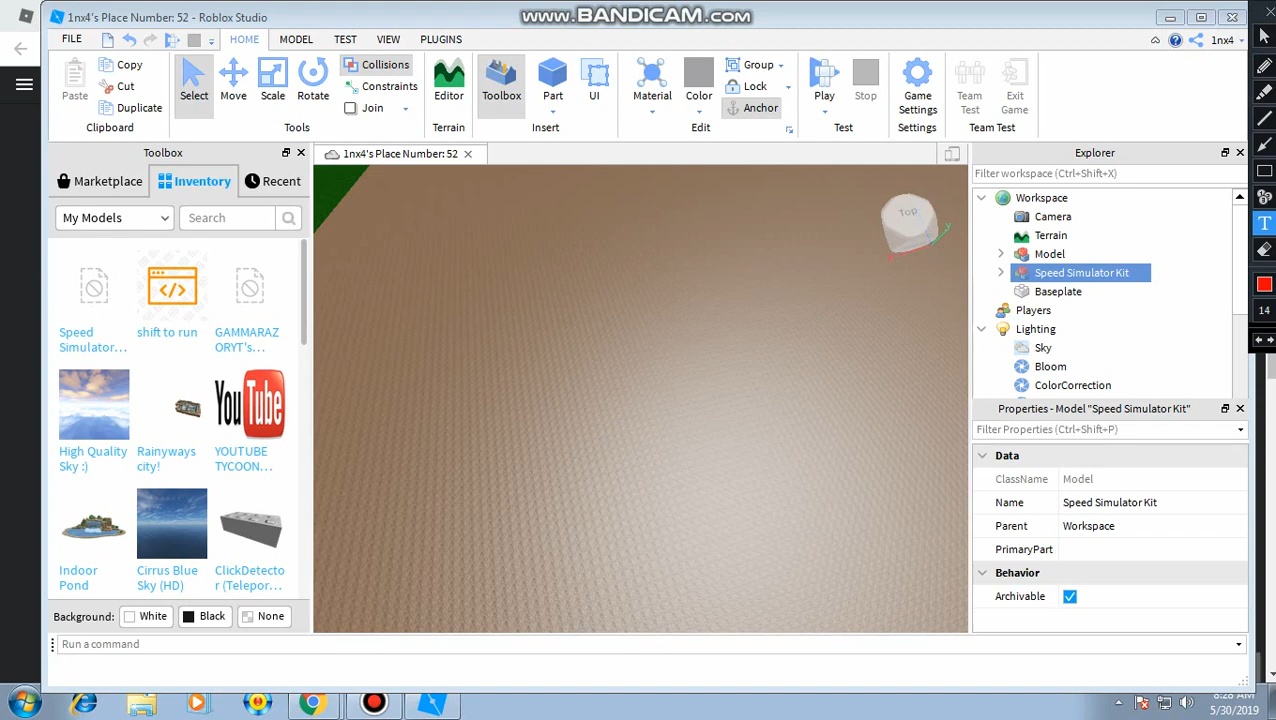 1nx4's Place Number: 52 - Roblox Studio
www.BANDICAM.com
FILE
HOME
MODEL
TEST
VIEW
PLUGINS
1nx4
Paste
Copy
Cut
Duplicate
Clipboard
Select
Move
Scale
Rotate
Collisions
Constraints
Join
Tools
Editor
Terrain
Toolbox
Part
UI
Insert
Material
Color
Group
Lock
Anchor
Edit
Play
Stop
Test
Game
Settings
Settings
Team
Test
Exit
Game
Team Test
Toolbox
Marketplace
Inventory
Recent
My Models
Search
Speed
Simulator...
shift to run
GAMMARAZ
ORYT's...
High Quality
Sky :)
Rainyways
city!
You
Tube
YOUTUBE
TYCOON...
Indoor
Pond
Cirrus Blue
Sky (HD)
ClickDetecto
r (Telepor...
Background:
White
Black
None
Run a command
1nx4's Place Number: 52
TOP
Explorer
Filter workspace (Ctrl+Shift+X)
Workspace
Camera
Terrain
Model
Speed Simulator Kit
Baseplate
Players
Lighting
Sky
Bloom
ColorCorrection
Properties - Model "Speed Simulator Kit"
Filter Properties (Ctrl+Shift+P)
Data
ClassName
Model
Name
Speed Simulator Kit
Parent
Workspace
PrimaryPart
Behavior
Archivable
T
14
8:28 AM
5/30/2019